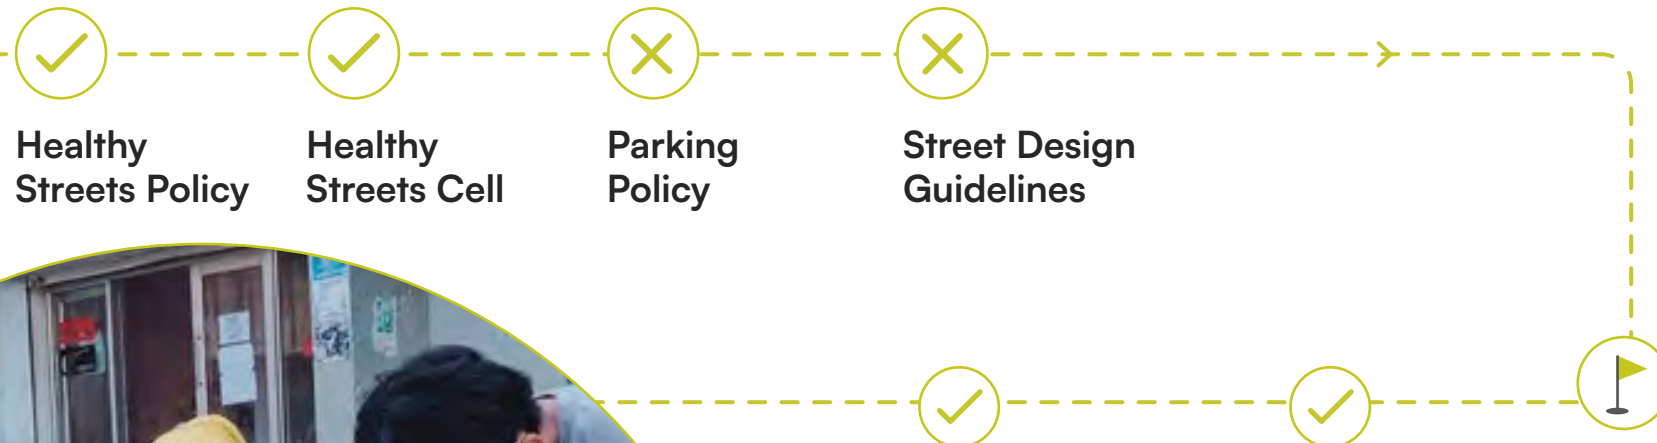 Healthy
Streets Policy
Healthy
Streets Cell
Parking
Policy
Street Design
Guidelines